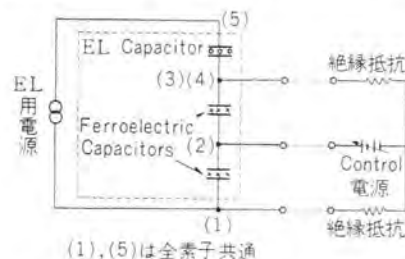 (5)
EL Capacitor
(3)(4)
絶縁抵抗
EL
用
電
源
Ferroelectric
Capacitors
(2)
Control
電源
(1)
絶縁抵抗
(1),(5)は全素子共通